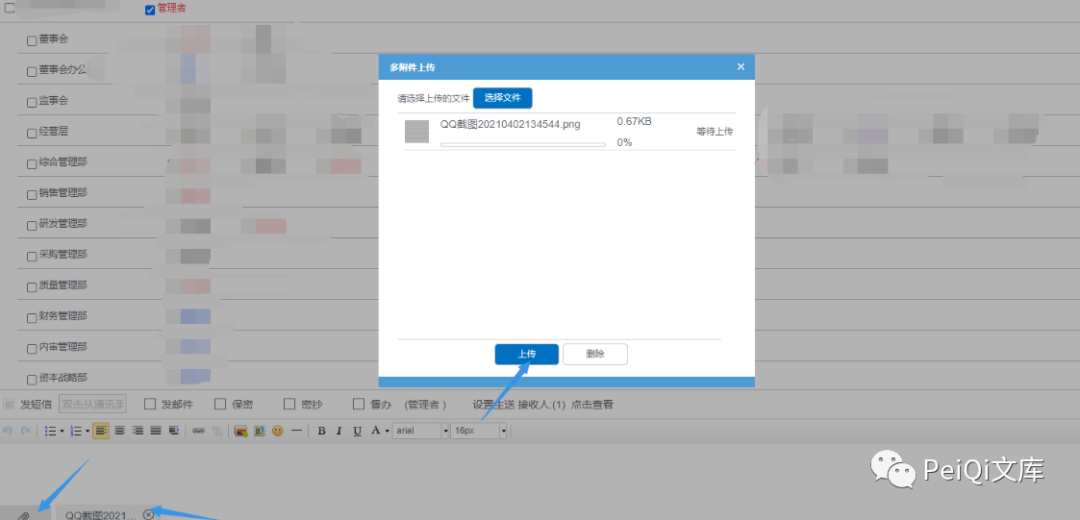 管理者
董事会
董事会办公
监事会
经营层
综合管理部
销售管理部
研发管理部
采购管理部
质量管理部
财务管理部
内审管理部
资本战略部
多附件上传 ×
请选择上传的文件 选择文件
QQ截图20210402134544.png 0.67KB 等待上传
0%
上传 删除
发短信 双击从通讯录 发邮件 保密 密抄 督办 (管理者 ) 设置主送 接收人:(1) 点击查看
B I U A arial 16px
PeiQi文库
QQ截图2021...